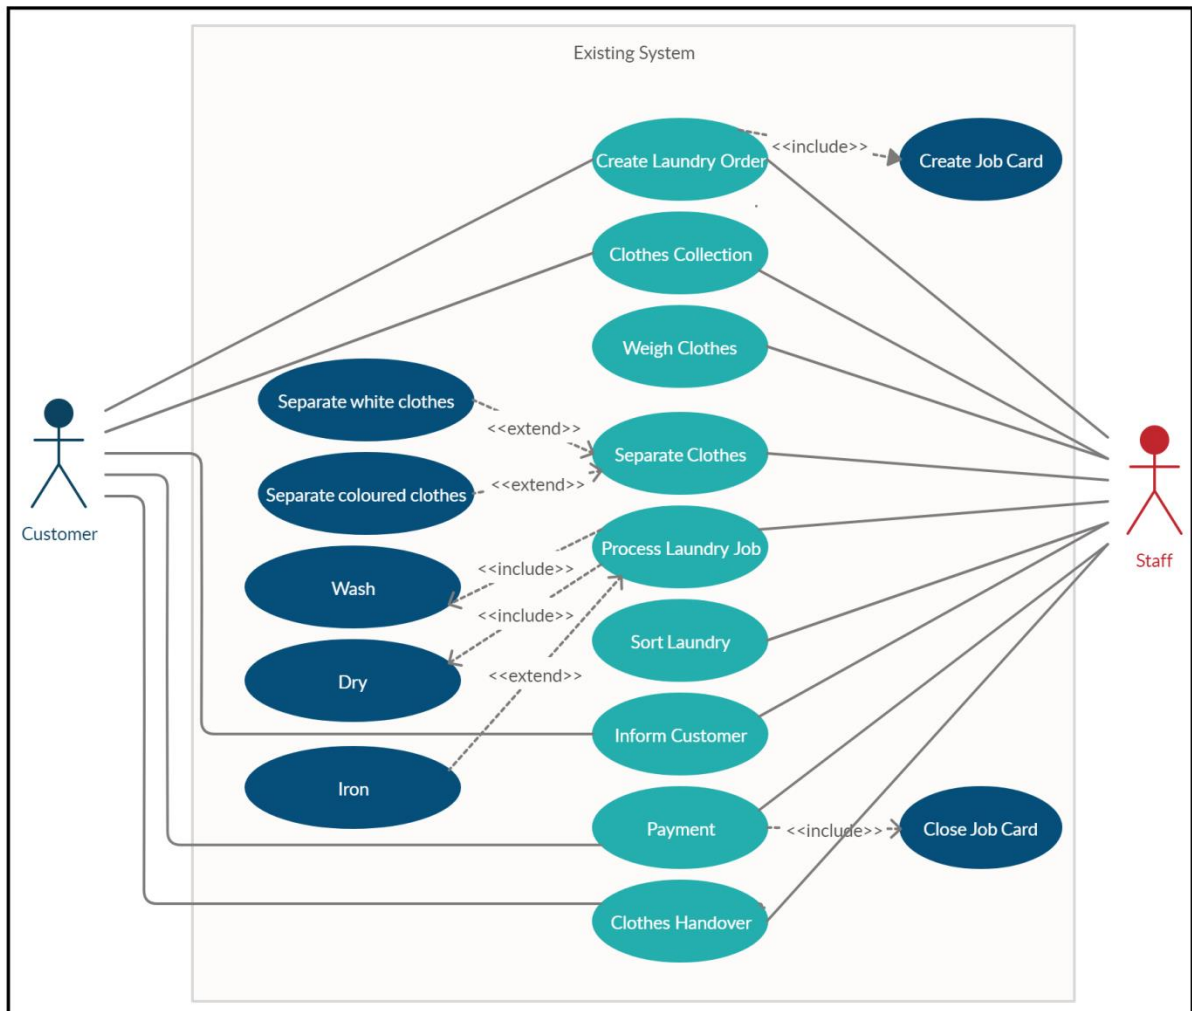 Existing System
Create Laundry Order
<<include>>
Create Job Card
Clothes Collection
Weigh Clothes
Separate white clothes
<<extend>>
Separate Clothes
Separate coloured clothes
<<extend>>
Process Laundry Job
<<include>>
Wash
<<include>>
Sort Laundry
Dry
<<extend>>
Inform Customer
Iron
Payment
<<include>>
Close Job Card
Clothes Handover
Customer
Staff